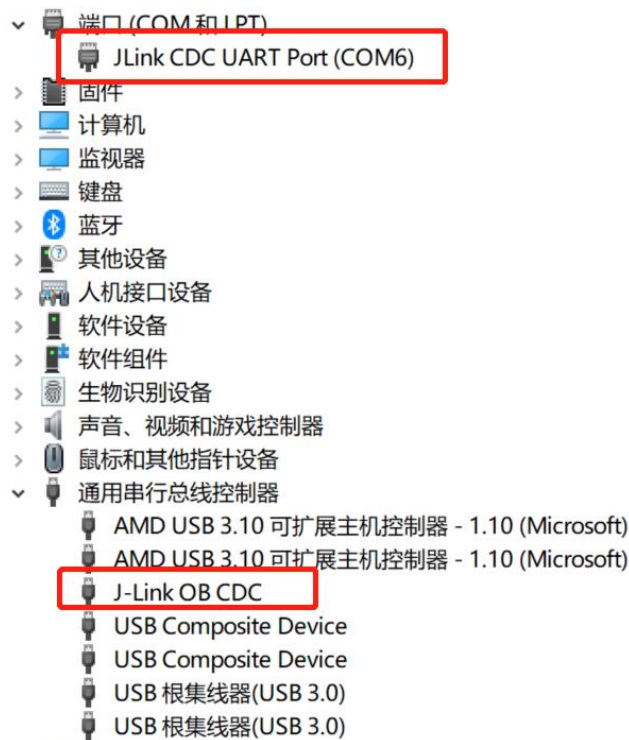 端口 (COM 和 LPT)
JLink CDC UART Port (COM6)
固件
计算机
监视器
键盘
蓝牙
其他设备
人机接口设备
软件设备
软件组件
生物识别设备
声音、视频和游戏控制器
鼠标和其他指针设备
通用串行总线控制器
AMD USB 3.10 可扩展主机控制器 - 1.10 (Microsoft)
AMD USB 3.10 可扩展主机控制器 - 1.10 (Microsoft)
J-Link OB CDC
USB Composite Device
USB Composite Device
USB 根集线器(USB 3.0)
USB 根集线器(USB 3.0)